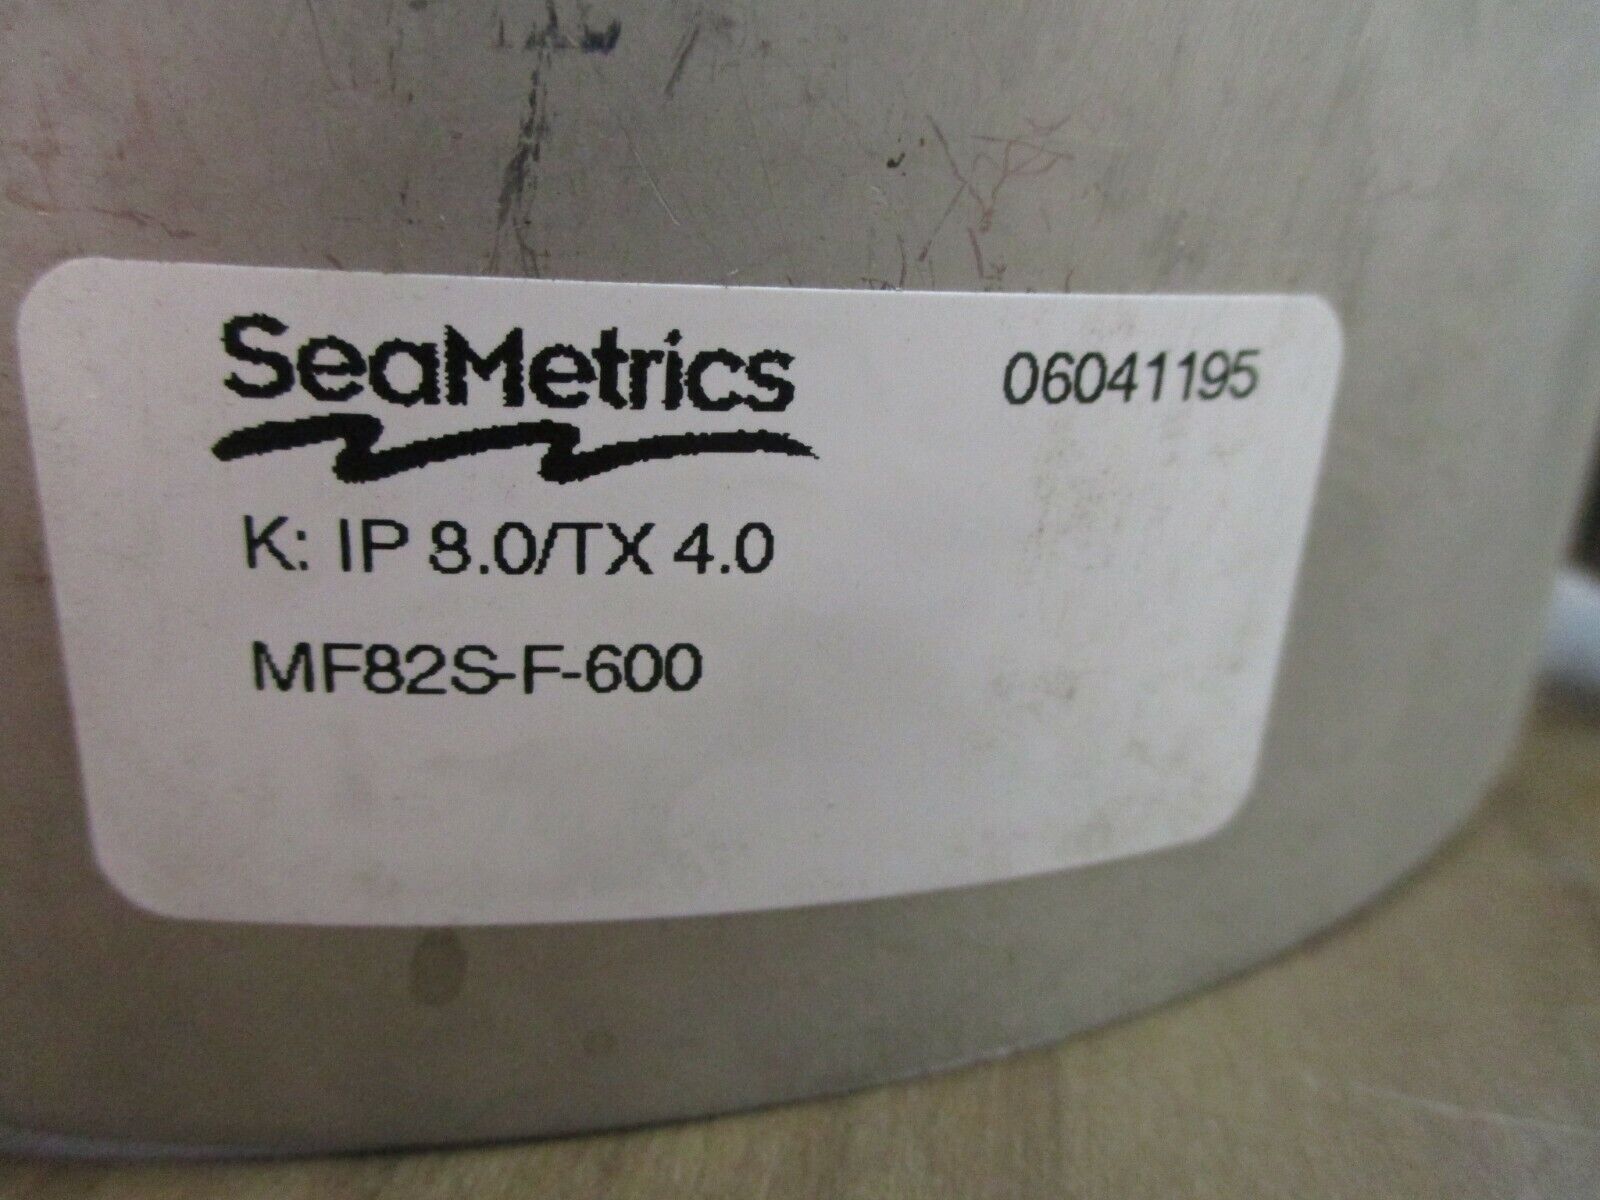 SeaMetrics 06041195
K: IP 8.0/TX 4.0
MF82S-F-600